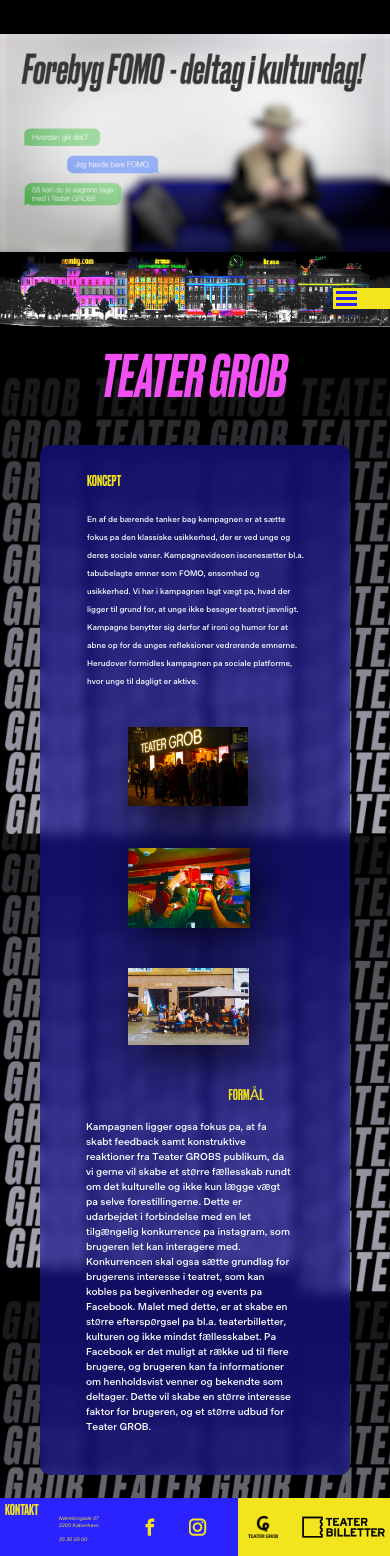 Forebyg FOMO - deltag i kulturdag!
Hvordan gik det?
Jeg havde bare FOMO.
Så kan du jo sagtens tage
med i Teater GROB!!
TEATER GROB
KONCEPT
En af de bærende tanker bag kampagnen er at sætte
fokus pa den klassiske usikkerhed, der er ved unge og
deres sociale vaner. Kampagnevideoen iscenesætter bl.a.
tabubelagte emner som FOMO, ensomhed og
usikkerhed. Vi har i kampagnen lagt vægt pa, hvad der
ligger til grund for, at unge ikke besøger teatret jævnligt.
Kampagne benytter sig derfor af ironi og humor for at
abne op for de unges refleksioner vedrørende emnerne.
Herudover formidles kampagnen pa sociale platforme,
hvor unge til dagligt er aktive.
TEATER GROB
FORMÅL
Kampagnen ligger ogsa fokus pa, at fa
skabt feedback samt konstruktive
reaktioner fra Teater GROBS publikum, da
vi gerne vil skabe et større fællesskab rundt
om det kulturelle og ikke kun lægge vægt
pa selve forestillingerne. Dette er
udarbejdet i forbindelse med en let
tilgængelig konkurrence pa instagram, som
brugeren let kan interagere med.
Konkurrencen skal ogsa sætte grundlag for
brugerens interesse i teatret, som kan
kobles pa begivenheder og events pa
Facebook. Malet med dette, er at skabe en
større efterspørgsel pa bl.a. teaterbilletter,
kulturen og ikke mindst fællesskabet. Pa
Facebook er det muligt at række ud til flere
brugere, og brugeren kan fa informationer
om henholdsvist venner og bekendte som
deltager. Dette vil skabe en større interesse
faktor for brugeren, og et større udbud for
Teater GROB.
KONTAKT
Nørrebrogade 37
2200 København
35 30 05 00
TEATER GROB
TEATER
BILLETTER